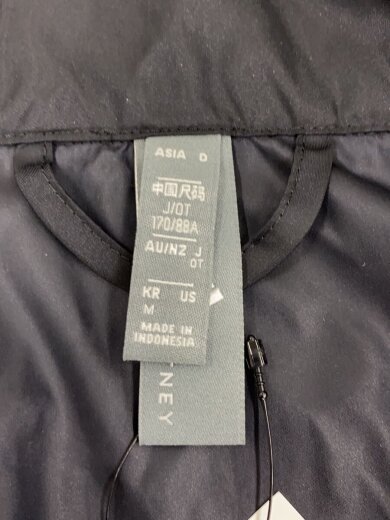 ASIA D
中国尺码
J/OT
170/88A
AU/NZ J
OT
KR US
M
MADE IN
INDONESIA
NEY